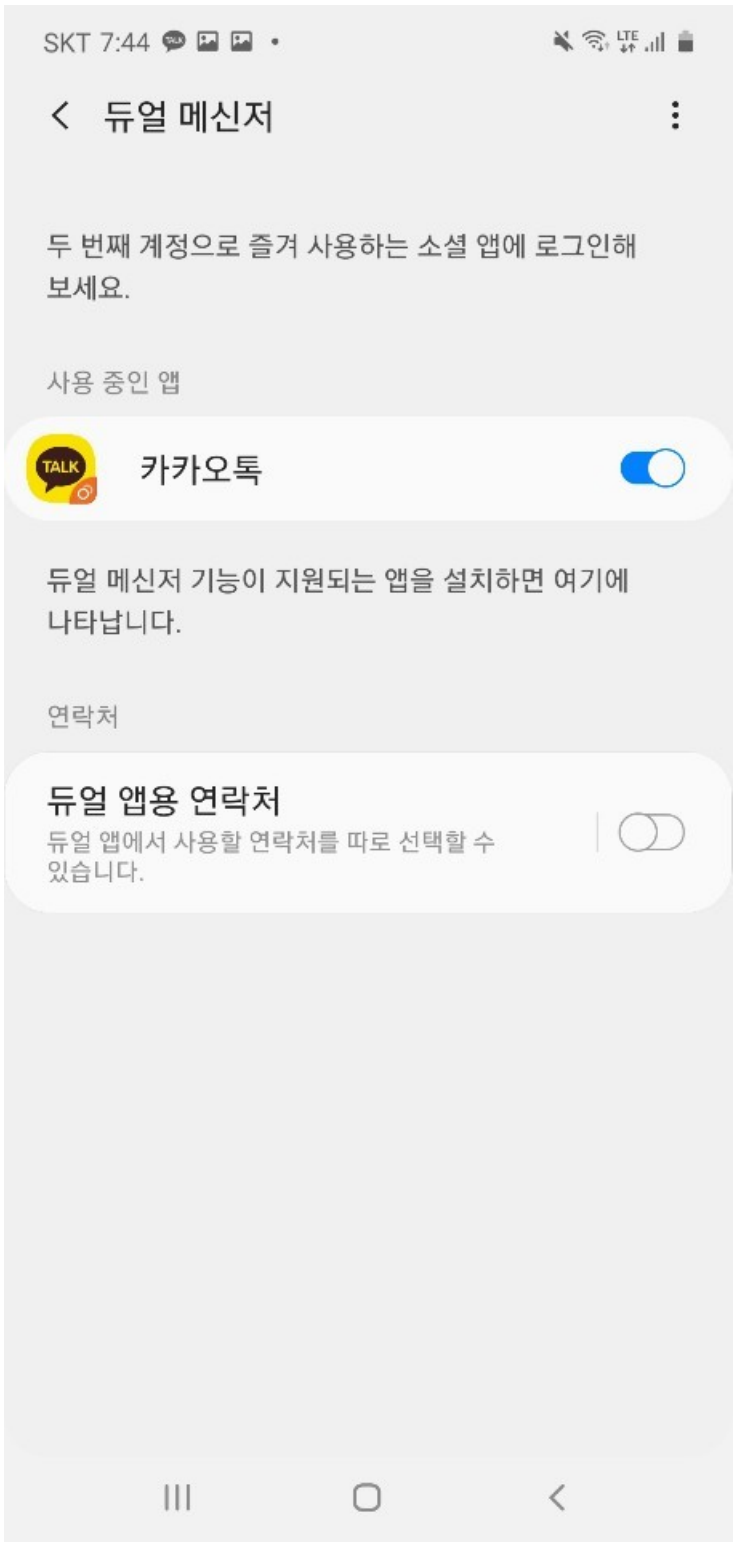 SKT 7:44
LTE
듀얼 메신저
두 번째 계정으로 즐겨 사용하는 소셜 앱에 로그인해
보세요.
사용 중인 앱
TALK
카카오톡
듀얼 메신저 기능이 지원되는 앱을 설치하면 여기에
나타납니다.
연락처
듀얼 앱용 연락처
듀얼 앱에서 사용할 연락처를 따로 선택할 수
있습니다.